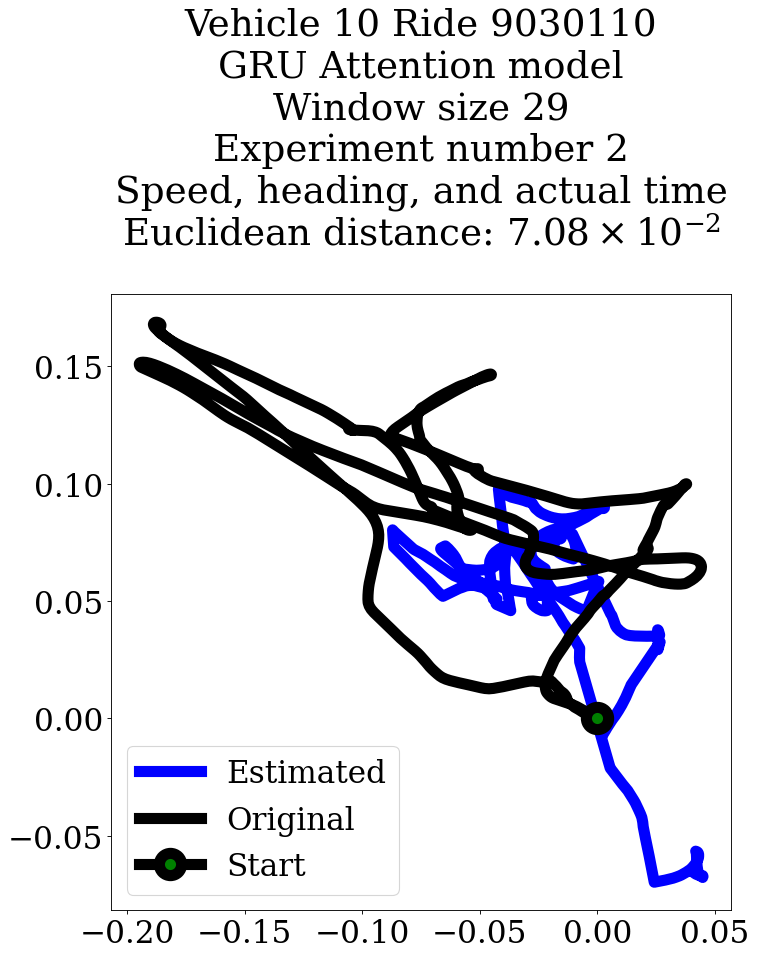 Vehicle 10 Ride 9030110
GRU Attention model
Window size 29
Experiment number 2
Speed, heading, and actual time
Euclidean distance: 7.08 × 10⁻²
0.15
0.10
0.05
0.00
−0.05
Estimated
Original
Start
−0.20 −0.15 −0.10 −0.05 0.00 0.05